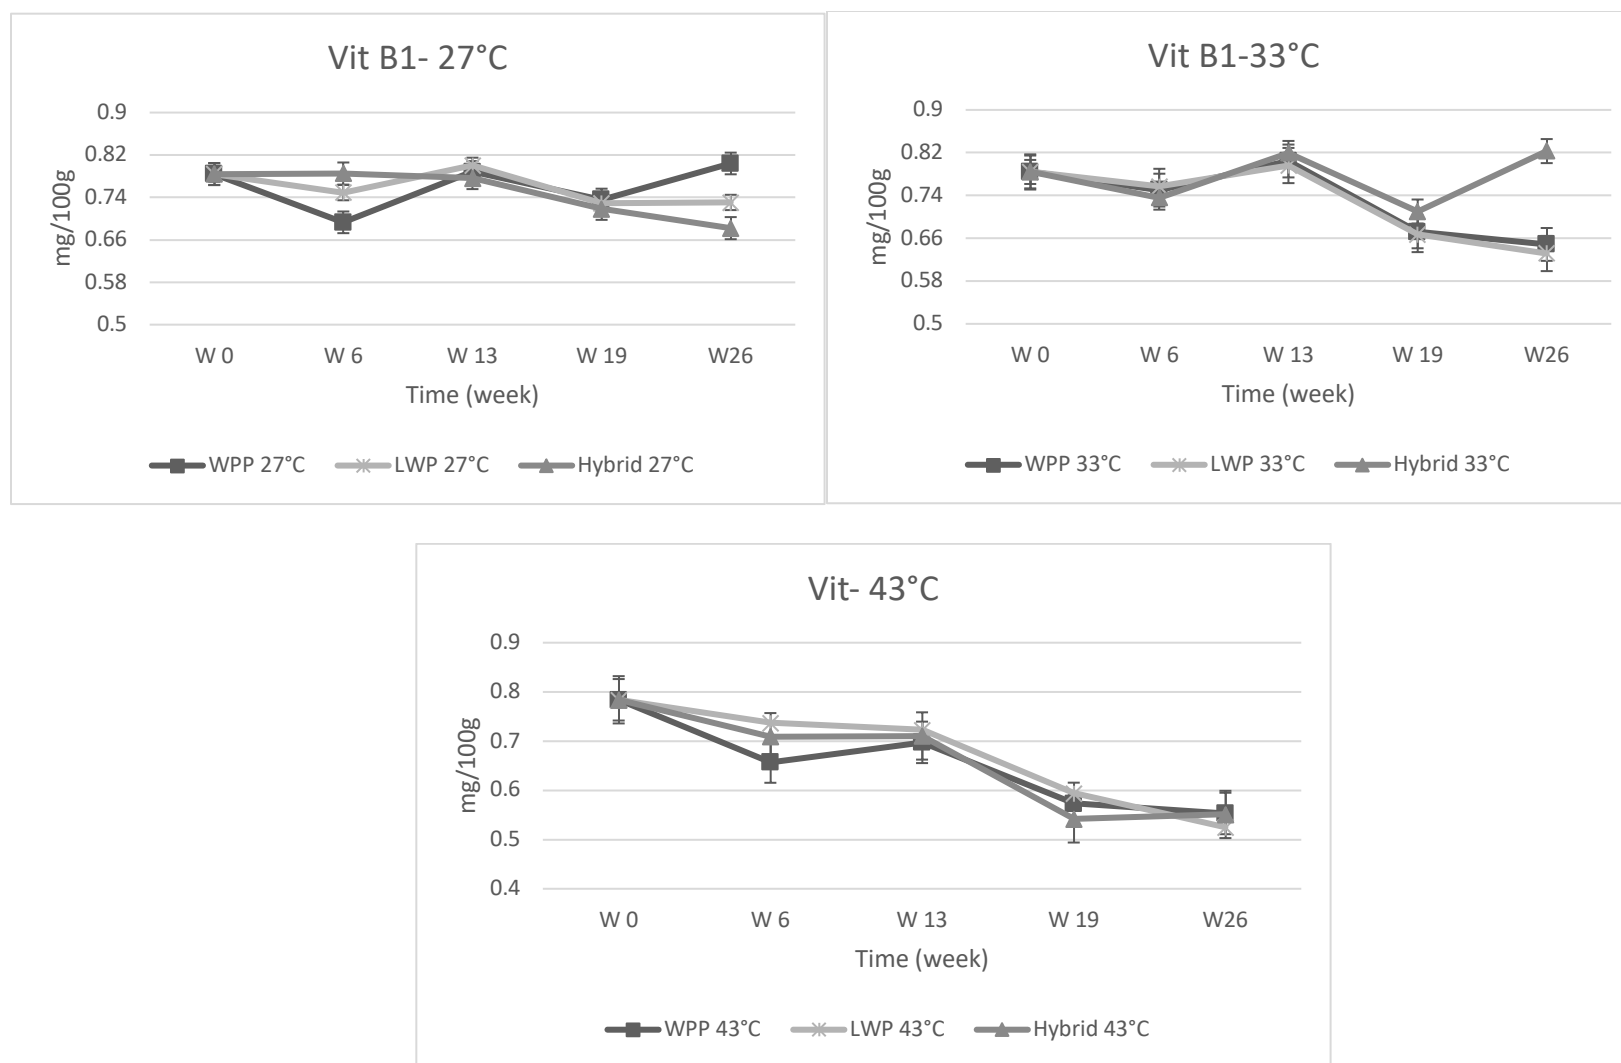 Vit B1- 27°C
mg/100g
0.9
0.82
0.74
0.66
0.58
0.5
W 0 W 6 W 13 W 19 W26
Time (week)
WPP 27°C LWP 27°C Hybrid 27°C
Vit B1-33°C
mg/100g
0.9
0.82
0.74
0.66
0.58
0.5
W 0 W 6 W 13 W 19 W26
Time (week)
WPP 33°C LWP 33°C Hybrid 33°C
Vit- 43°C
mg/100g
0.9
0.8
0.7
0.6
0.5
0.4
W 0 W 6 W 13 W 19 W26
Time (week)
WPP 43°C LWP 43°C Hybrid 43°C